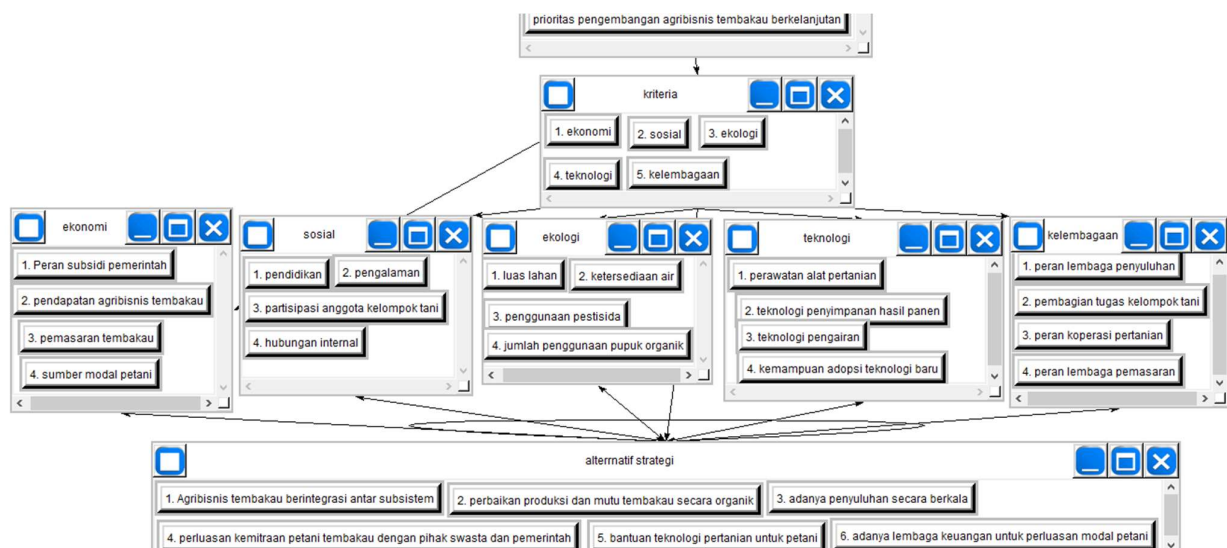 prioritas pengembangan agribisnis tembakau berkelanjutan
kriteria
1. ekonomi
2. sosial
3. ekologi
4. teknologi
5. kelembagaan
ekonomi
1. Peran subsidi pemerintah
2. pendapatan agribisnis tembakau
3. pemasaran tembakau
4. sumber modal petani
sosial
1. pendidikan
2. pengalaman
3. partisipasi anggota kelompok tani
4. hubungan internal
ekologi
1. luas lahan
2. ketersediaan air
3. penggunaan pestisida
4. jumlah penggunaan pupuk organik
teknologi
1. perawatan alat pertanian
2. teknologi penyimpanan hasil panen
3. teknologi pengairan
4. kemampuan adopsi teknologi baru
kelembagaan
1. peran lembaga penyuluhan
2. pembagian tugas kelompok tani
3. peran koperasi pertanian
4. peran lembaga pemasaran
alternatif strategi
1. Agribisnis tembakau berintegrasi antar subsistem
2. perbaikan produksi dan mutu tembakau secara organik
3. adanya penyuluhan secara berkala
4. perluasan kemitraan petani tembakau dengan pihak swasta dan pemerintah
5. bantuan teknologi pertanian untuk petani
6. adanya lembaga keuangan untuk perluasan modal petani